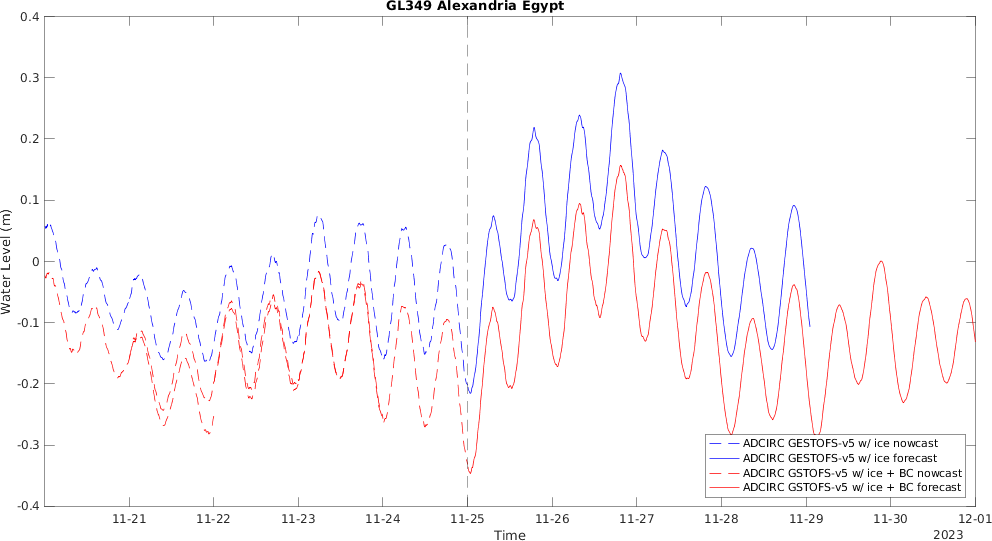 GL349 Alexandria Egypt
0.4
0.3
0.2
0.1
0
-0.1
-0.2
-0.3
-0.4
Water Level (m)
ADCIRC GESTOFS-v5 w/ ice nowcast
ADCIRC GESTOFS-v5 w/ ice forecast
ADCIRC GSTOFS-v5 w/ ice + BC nowcast
ADCIRC GSTOFS-v5 w/ ice + BC forecast
11-21 11-22 11-23 11-24 11-25 11-26 11-27 11-28 11-29 11-30 12-01
Time
2023